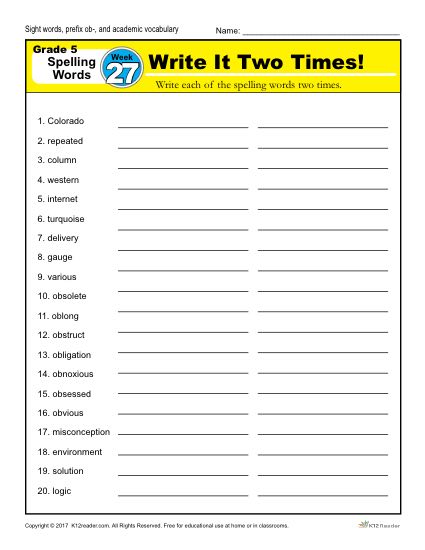 Sight words, prefix ob-, and academic vocabulary
Name:
Grade 5
Spelling
Words
Week
27
Write It Two Times!
Write each of the spelling words two times.
1. Colorado
2. repeated
3. column
4. western
5. internet
6. turquoise
7. delivery
8. gauge
9. various
10. obsolete
11. oblong
12. obstruct
13. obligation
14. obnoxious
15. obsessed
16. obvious
17. misconception
18. environment
19. solution
20. logic
Copyright © 2017 K12reader.com. All Rights Reserved. Free for educational use at home or in classrooms.
K12Reader